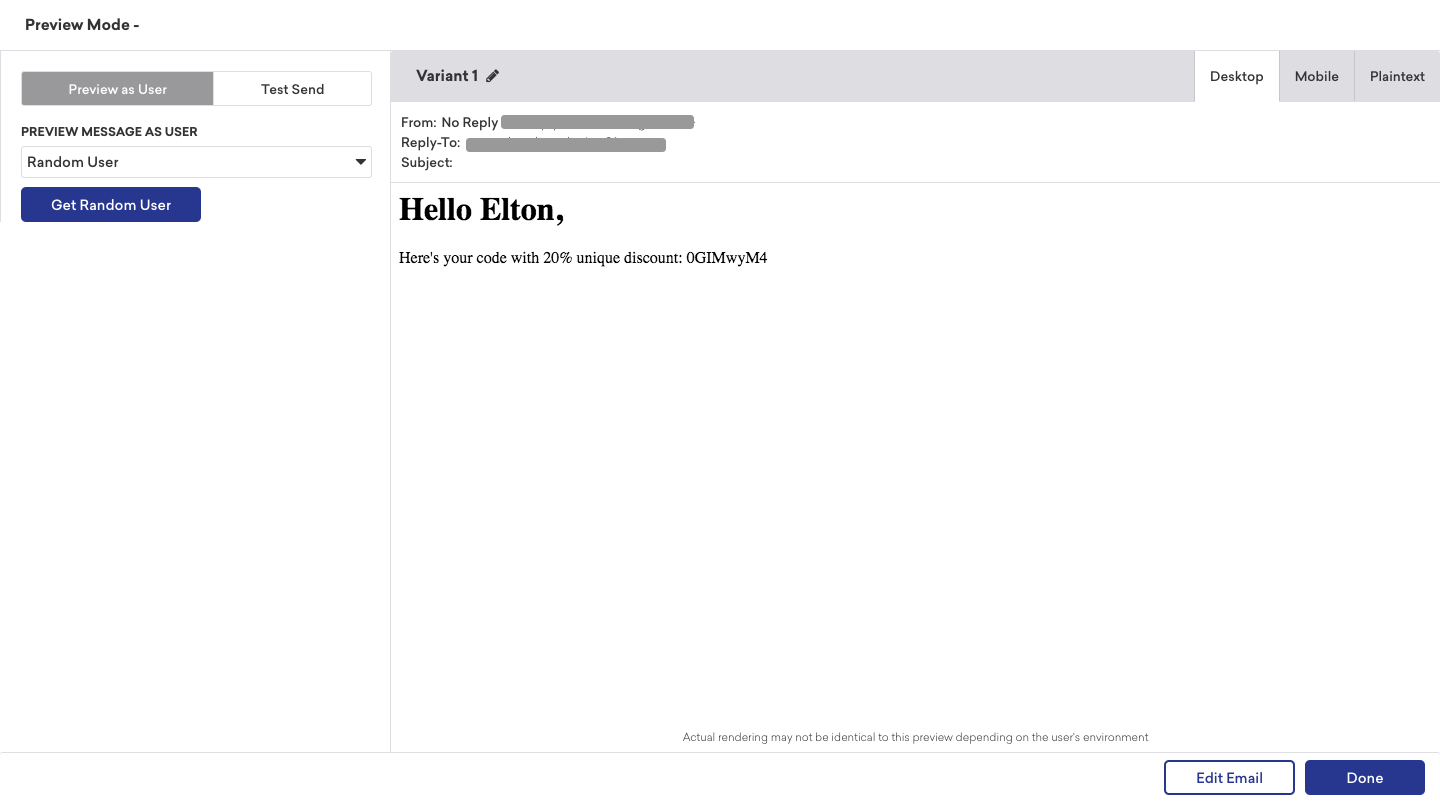 Preview Mode -
Preview as User
Test Send
PREVIEW MESSAGE AS USER
Random User
Get Random User
Variant 1
Desktop
Mobile
Plaintext
From: No Reply
Reply-To:
Subject:
Hello Elton,
Here's your code with 20% unique discount: 0GIMwyM4
Actual rendering may not be identical to this preview depending on the user's environment
Edit Email
Done